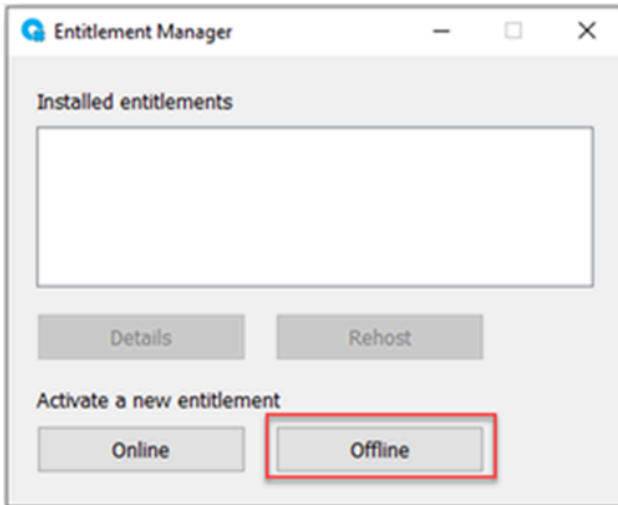 Entitlement Manager
Installed entitlements
Details Rehost
Activate a new entitlement
Online Offline